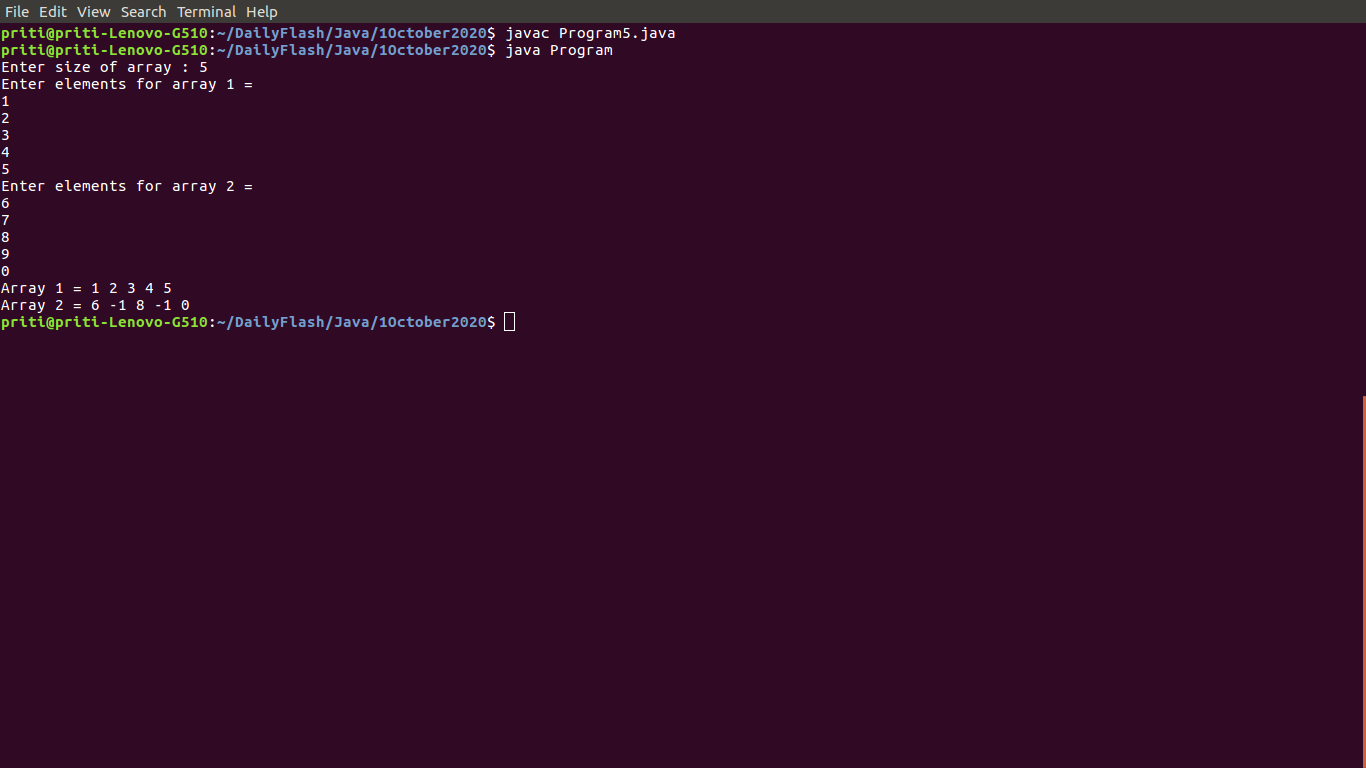 File Edit View Search Terminal Help
priti@priti-Lenovo-G510:~/DailyFlash/Java/1October2020$ javac Program5.java
priti@priti-Lenovo-G510:~/DailyFlash/Java/1October2020$ java Program
Enter size of array : 5
Enter elements for array 1 =
1
2
3
4
5
Enter elements for array 2 =
6
7
8
9
0
Array 1 = 1 2 3 4 5
Array 2 = 6 -1 8 -1 0
priti@priti-Lenovo-G510:~/DailyFlash/Java/1October2020$